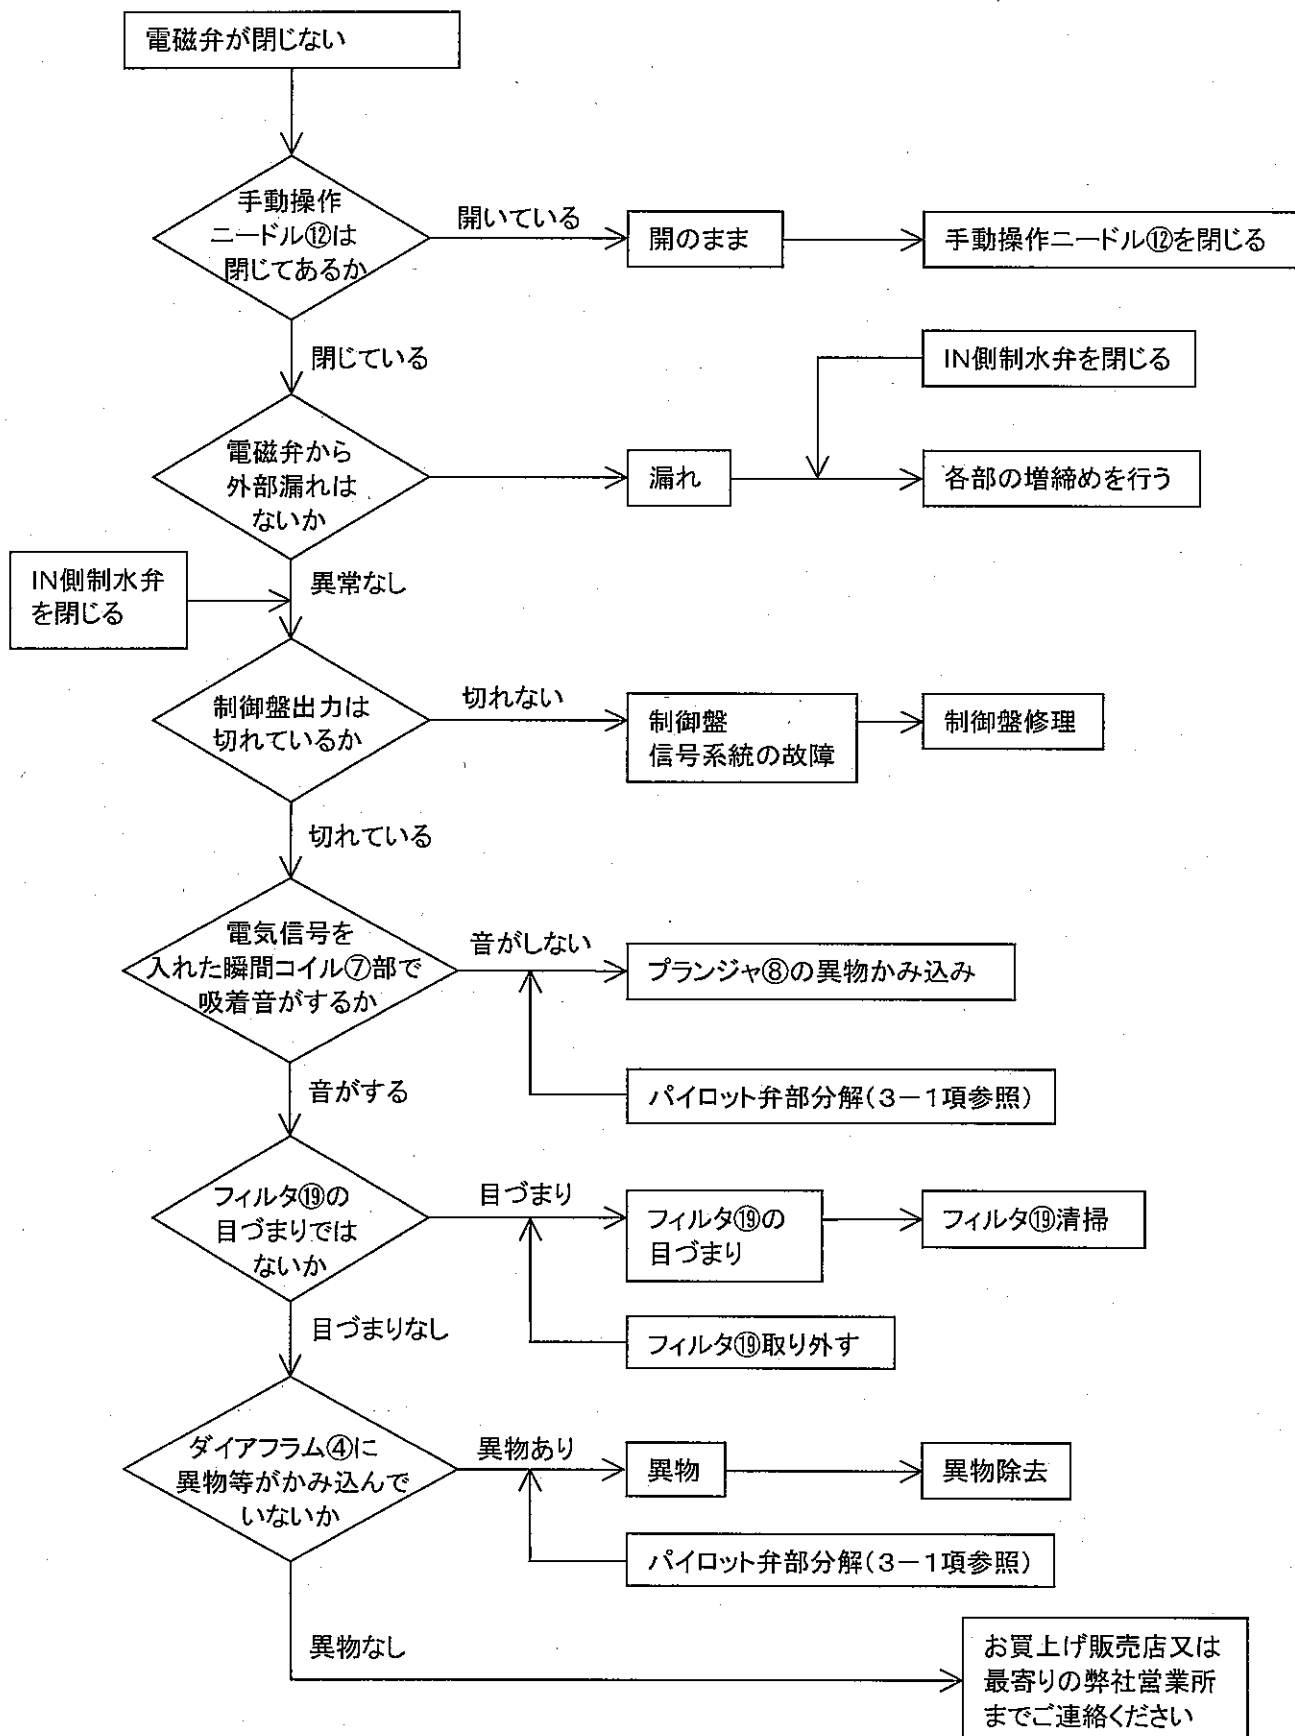 電磁弁が閉じない
手動操作
ニードル⑫は
閉じてあるか
開いている
開のまま
手動操作ニードル⑫を閉じる
閉じている
IN側制水弁を閉じる
電磁弁から
外部漏れは
ないか
漏れ
各部の増締めを行う
IN側制水弁
を閉じる
異常なし
制御盤出力は
切れているか
切れない
制御盤
信号系統の故障
制御盤修理
切れている
電気信号を
入れた瞬間コイル⑦部で
吸着音がするか
音がしない
プランジャ⑧の異物かみ込み
パイロット弁部分解(3-1項参照)
音がする
フィルタ⑲の
目づまりでは
ないか
目づまり
フィルタ⑲の
目づまり
フィルタ⑲清掃
フィルタ⑲取り外す
目づまりなし
ダイアフラム④に
異物等がかみ込んで
いないか
異物あり
異物
異物除去
パイロット弁部分解(3-1項参照)
異物なし
お買上げ販売店又は
最寄りの弊社営業所
までご連絡ください